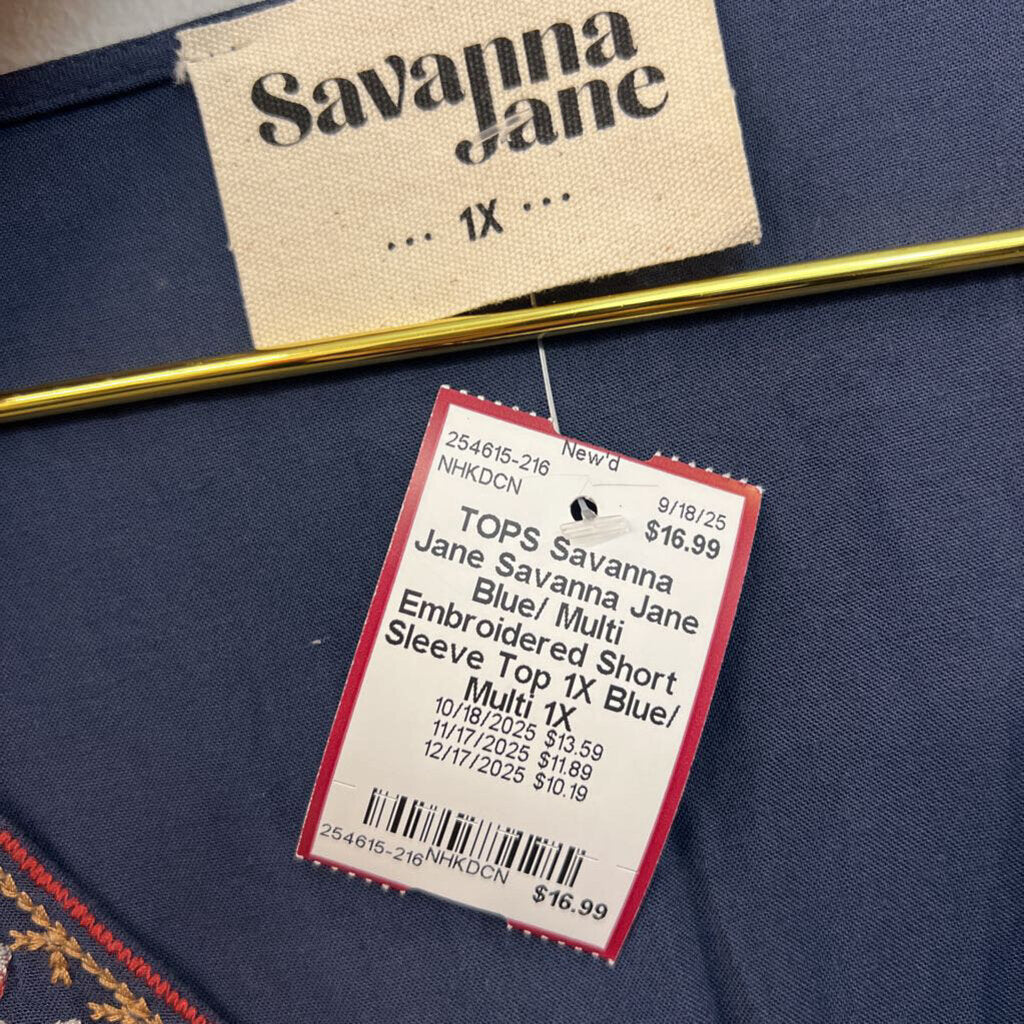 Savanna
Jane
... 1X ...
254615-216
New'd
NHKDCN
9/18/25
$16.99
TOPS Savanna
Jane Savanna Jane
Blue/ Multi
Embroidered Short
Sleeve Top 1X Blue/
Multi 1X
10/18/2025 $13.59
11/17/2025 $11.89
12/17/2025 $10.19
254615-216 NHKDCN
$16.99